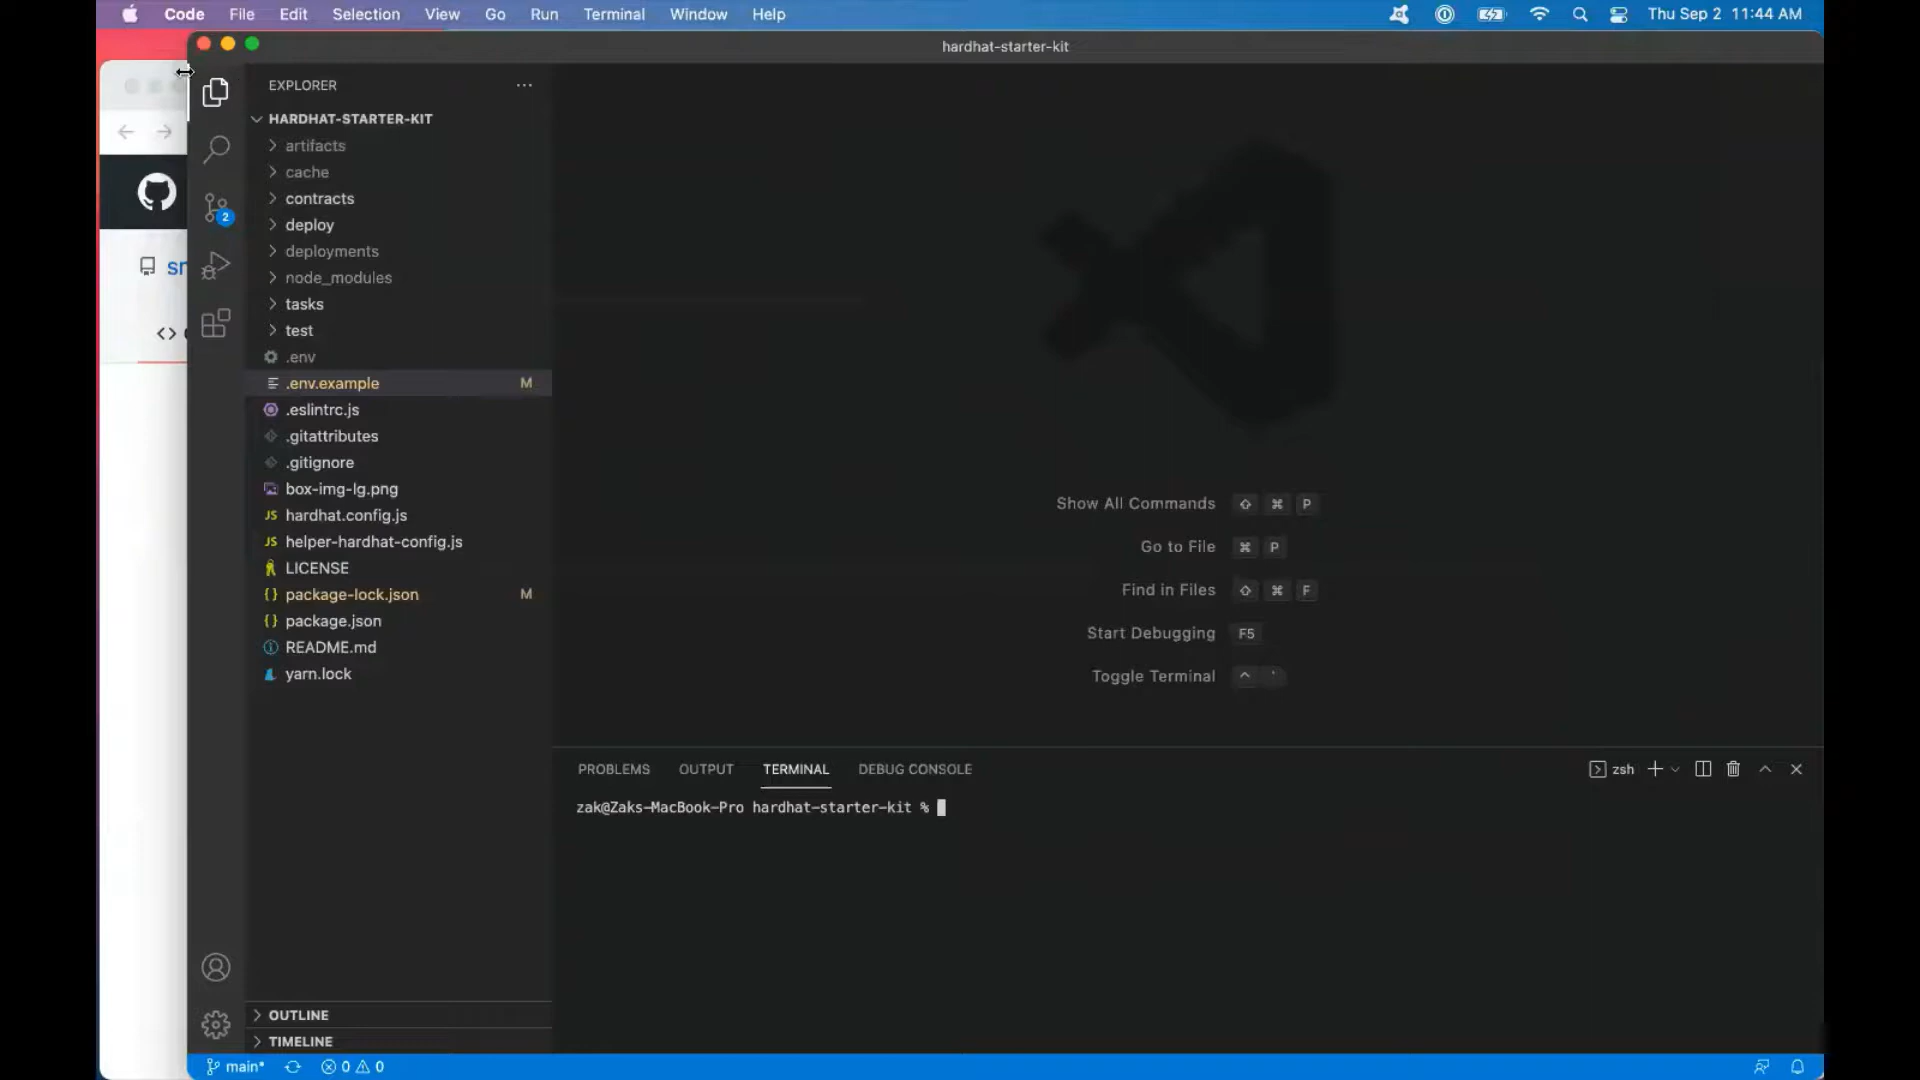 Code File Edit Selection View Go Run Terminal Window Help Thu Sep 2 11:44 AM
hardhat-starter-kit
EXPLORER
HARDHAT-STARTER-KIT
artifacts
cache
contracts
deploy
deployments
node_modules
tasks
test
.env
.env.example M
.eslintrc.js
.gitattributes
.gitignore
box-img-lg.png
JS hardhat.config.js
JS helper-hardhat-config.js
LICENSE
{} package-lock.json M
{} package.json
README.md
yarn.lock
OUTLINE
TIMELINE
2
sr
<>
Show All Commands ⇧ ⌘ P
Go to File ⌘ P
Find in Files ⇧ ⌘ F
Start Debugging F5
Toggle Terminal ^ `
PROBLEMS OUTPUT TERMINAL DEBUG CONSOLE zsh
zak@Zaks-MacBook-Pro hardhat-starter-kit %
main* 0 0